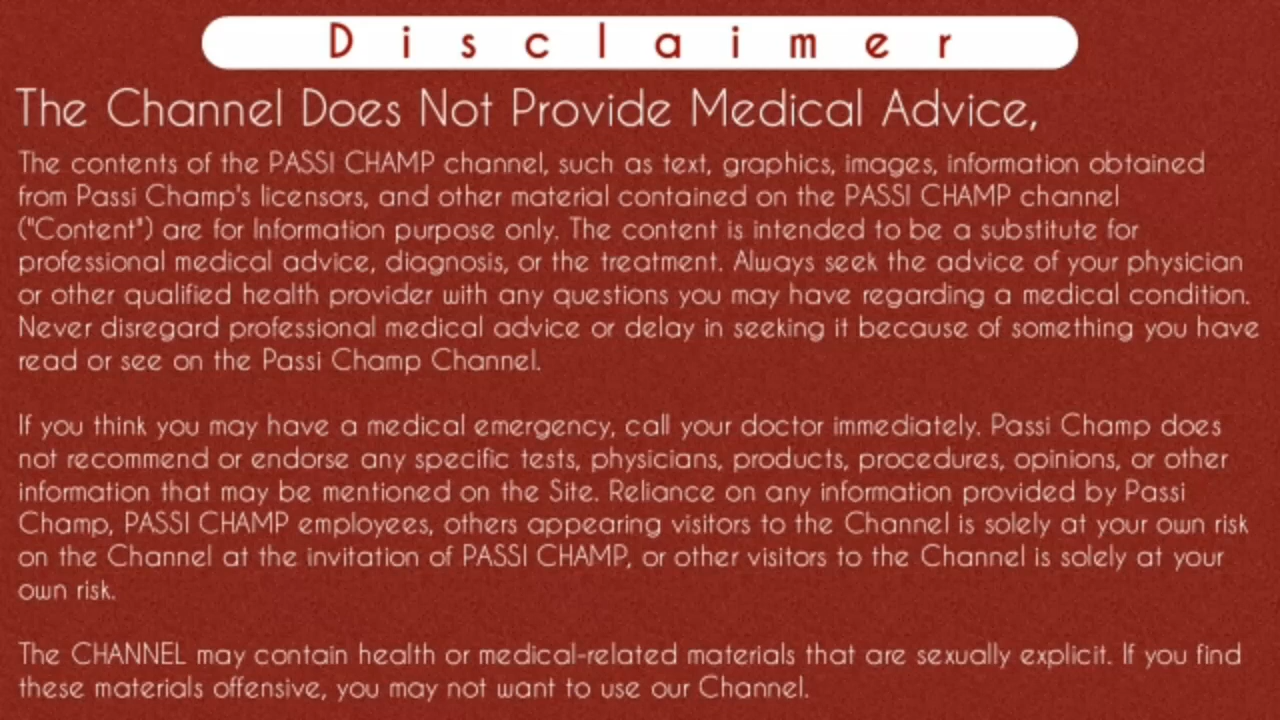 Disclaimer
The Channel Does Not Provide Medical Advice,
The contents of the PASSI CHAMP channel, such as text, graphics, images, information obtained
from Passi Champ's licensors, and other material contained on the PASSI CHAMP channel
("Content") are for Information purpose only. The content is intended to be a substitute for
professional medical advice, diagnosis, or the treatment. Always seek the advice of your physician
or other qualified health provider with any questions you may have regarding a medical condition.
Never disregard professional medical advice or delay in seeking it because of something you have
read or see on the Passi Champ Channel.
If you think you may have a medical emergency, call your doctor immediately. Passi Champ does
not recommend or endorse any specific tests, physicians, products, procedures, opinions, or other
information that may be mentioned on the Site. Reliance on any information provided by Passi
Champ, PASSI CHAMP employees, others appearing visitors to the Channel is solely at your own risk
on the Channel at the invitation of PASSI CHAMP, or other visitors to the Channel is solely at your
own risk.
The CHANNEL may contain health or medical-related materials that are sexually explicit. If you find
these materials offensive, you may not want to use our Channel.